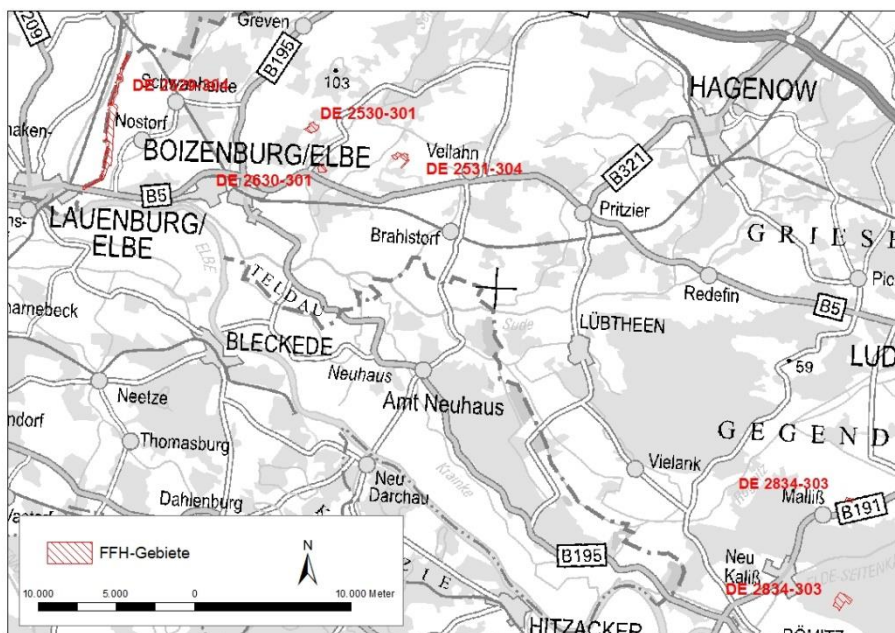 209
Greven
B195
103
DE 2530-301
HAGENOW
Nostorf
BOIZENBURG/ELBE
Vellahn
DE 2630-301
DE 2531-304
B321
B5
LAUENBURG/
ELBE
Pritzier
Brahlstorf
ELBE
TELDAU
Redefin
B5
Sude
LÜBTHEEN
BLECKEDE
Neuhaus
59
Amt Neuhaus
Neetze
Thomasburg
Vielank
GEGEND
DE 2834-303
Malliß
B191
Neu
Darchau
Krainke
Dahlenburg
B195
Neu
Kaliß
DE 2834-303
HITZACKER
FFH-Gebiete
N
10.000 5.000 0 10.000 Meter